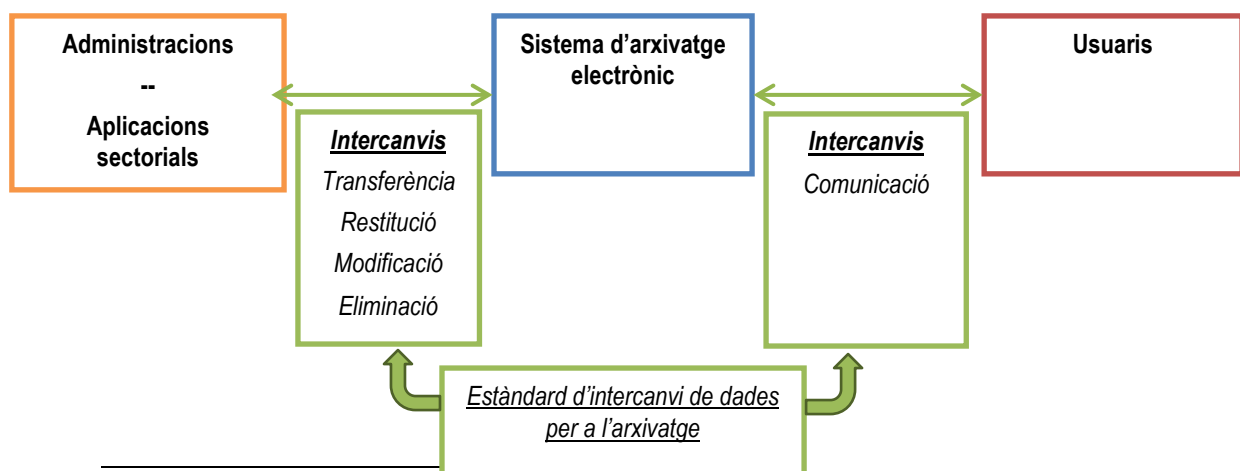 Administracions
--
Aplicacions
sectorials
Sistema d’arxivatge
electrònic
Usuaris
Intercanvis
Transferència
Restitució
Modificació
Eliminació
Intercanvis
Comunicació
Estàndard d’intercanvi de dades
per a l’arxivatge